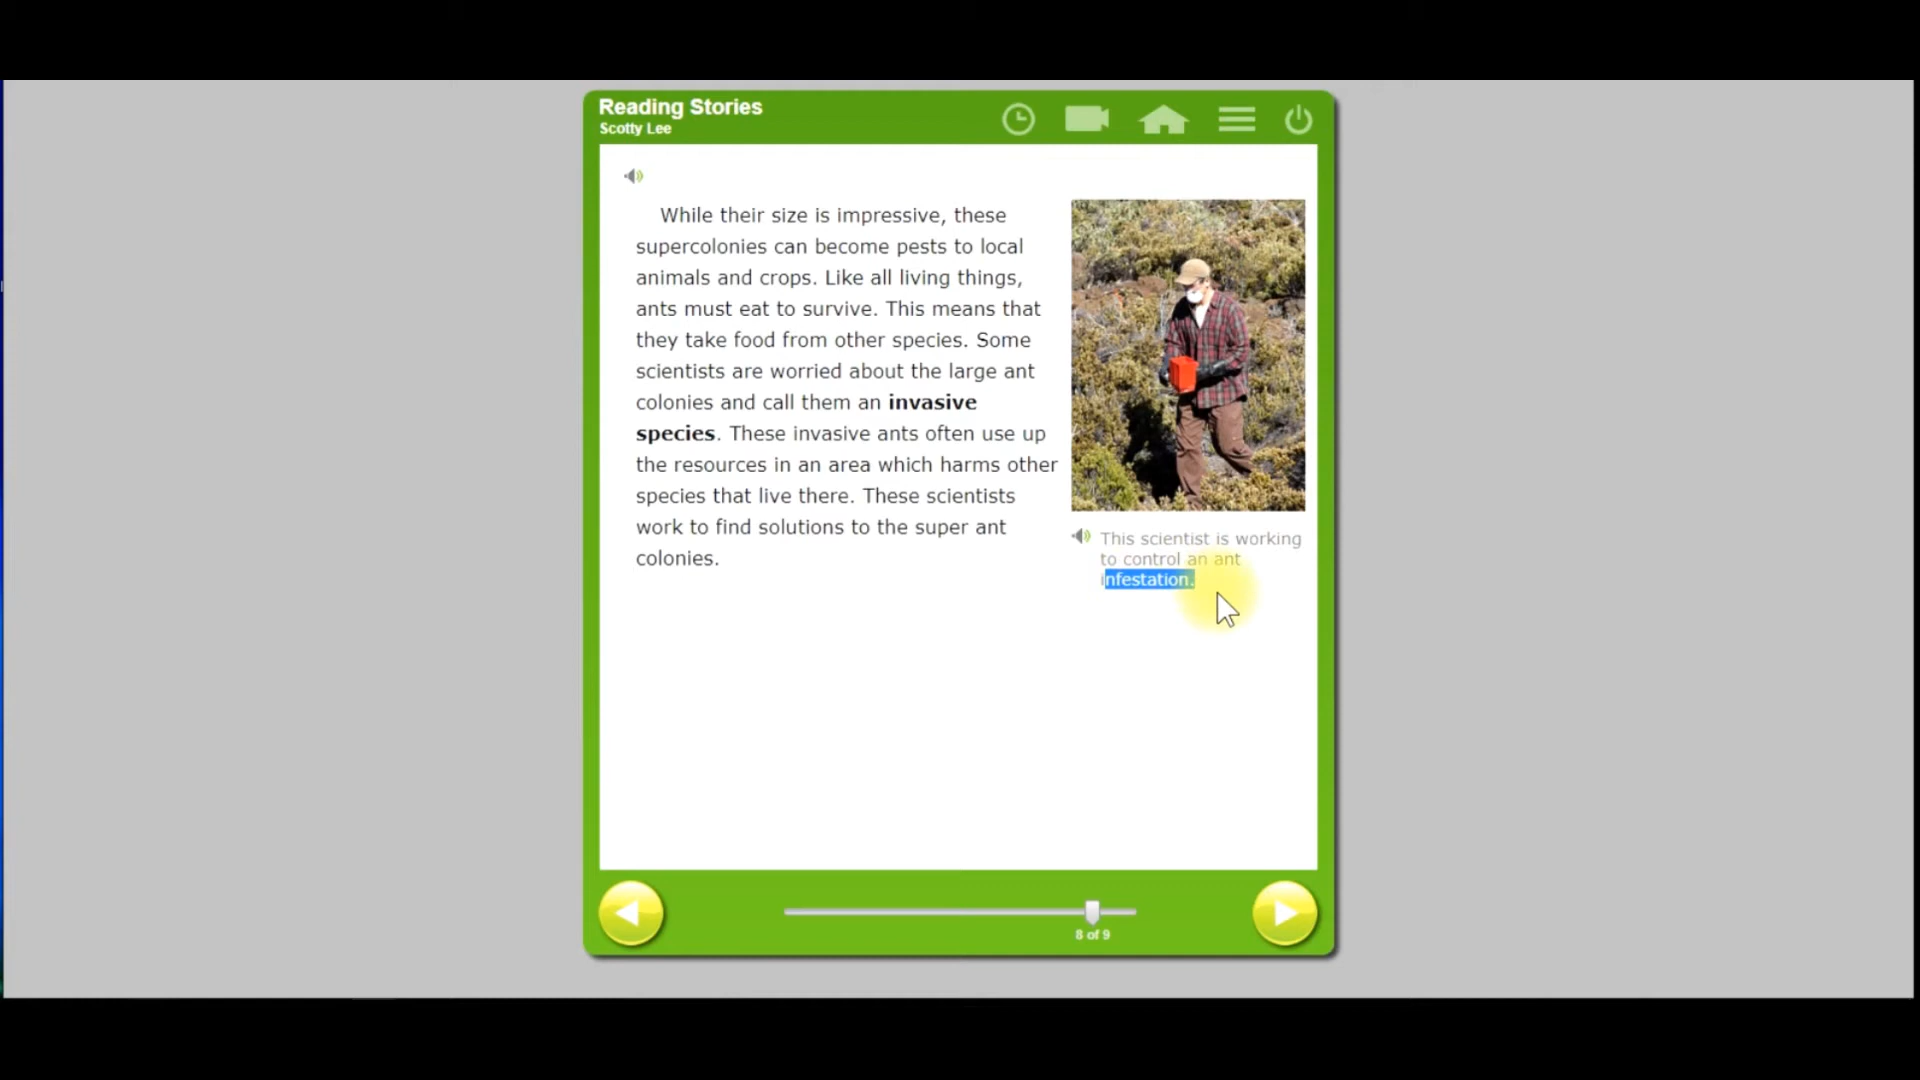 Reading Stories
Scotty Lee
While their size is impressive, these
supercolonies can become pests to local
animals and crops. Like all living things,
ants must eat to survive. This means that
they take food from other species. Some
scientists are worried about the large ant
colonies and call them an invasive
species. These invasive ants often use up
the resources in an area which harms other
species that live there. These scientists
work to find solutions to the super ant
colonies.
This scientist is working
to control an ant
infestation.
8 of 9